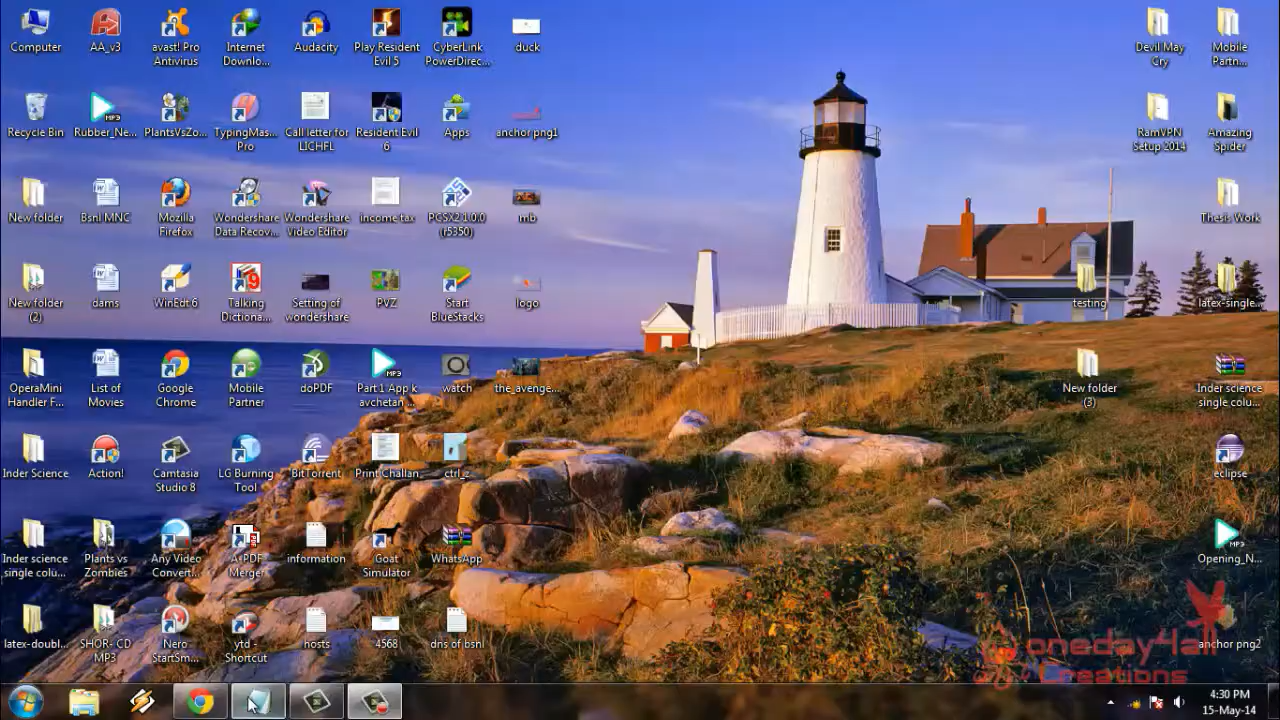 Computer
AA_v3
avast! Pro
Antivirus
Internet
Downlo...
Audacity
Play Resident
Evil 5
CyberLink
PowerDirec...
duck
Devil May
Cry
Mobile
Partn...
Recycle Bin
Rubber_Ne...
PlantsVsZo...
TypingMas...
Pro
Call letter for
LICHFL
Resident Evil
6
Apps
anchor png1
RamVPN
Setup 2014
Amazing
Spider
New folder
Bsnl MNC
Mozilla
Firefox
Wondershare
Data Recov...
Wondershare
Video Editor
income tax
PCSX2 1.0.0
(r5350)
mb
Thesis Work
New folder
(2)
dams
WinEdt 6
Talking
Dictiona...
Setting of
wondershare
PVZ
Start
BlueStacks
logo
testing
latex-single...
OperaMini
Handler F...
List of
Movies
Google
Chrome
Mobile
Partner
doPDF
Part 1 App k
avchetan ...
watch
the_avenge...
New folder
(3)
Inder science
single colu...
Inder Science
Action!
Camtasia
Studio 8
LG Burning
Tool
BitTorrent
Print Challan
ctrl_z
eclipse
Inder science
single colu...
Plants vs
Zombies
Any Video
Convert...
A-PDF
Merger
information
Goat
Simulator
WhatsApp
Opening_N...
latex-doubl...
SHOR- CD
MP3
Nero
StartSm...
ytd -
Shortcut
hosts
4568
dns of bsnl
anchor png2
Creations
4:30 PM
15-May-14